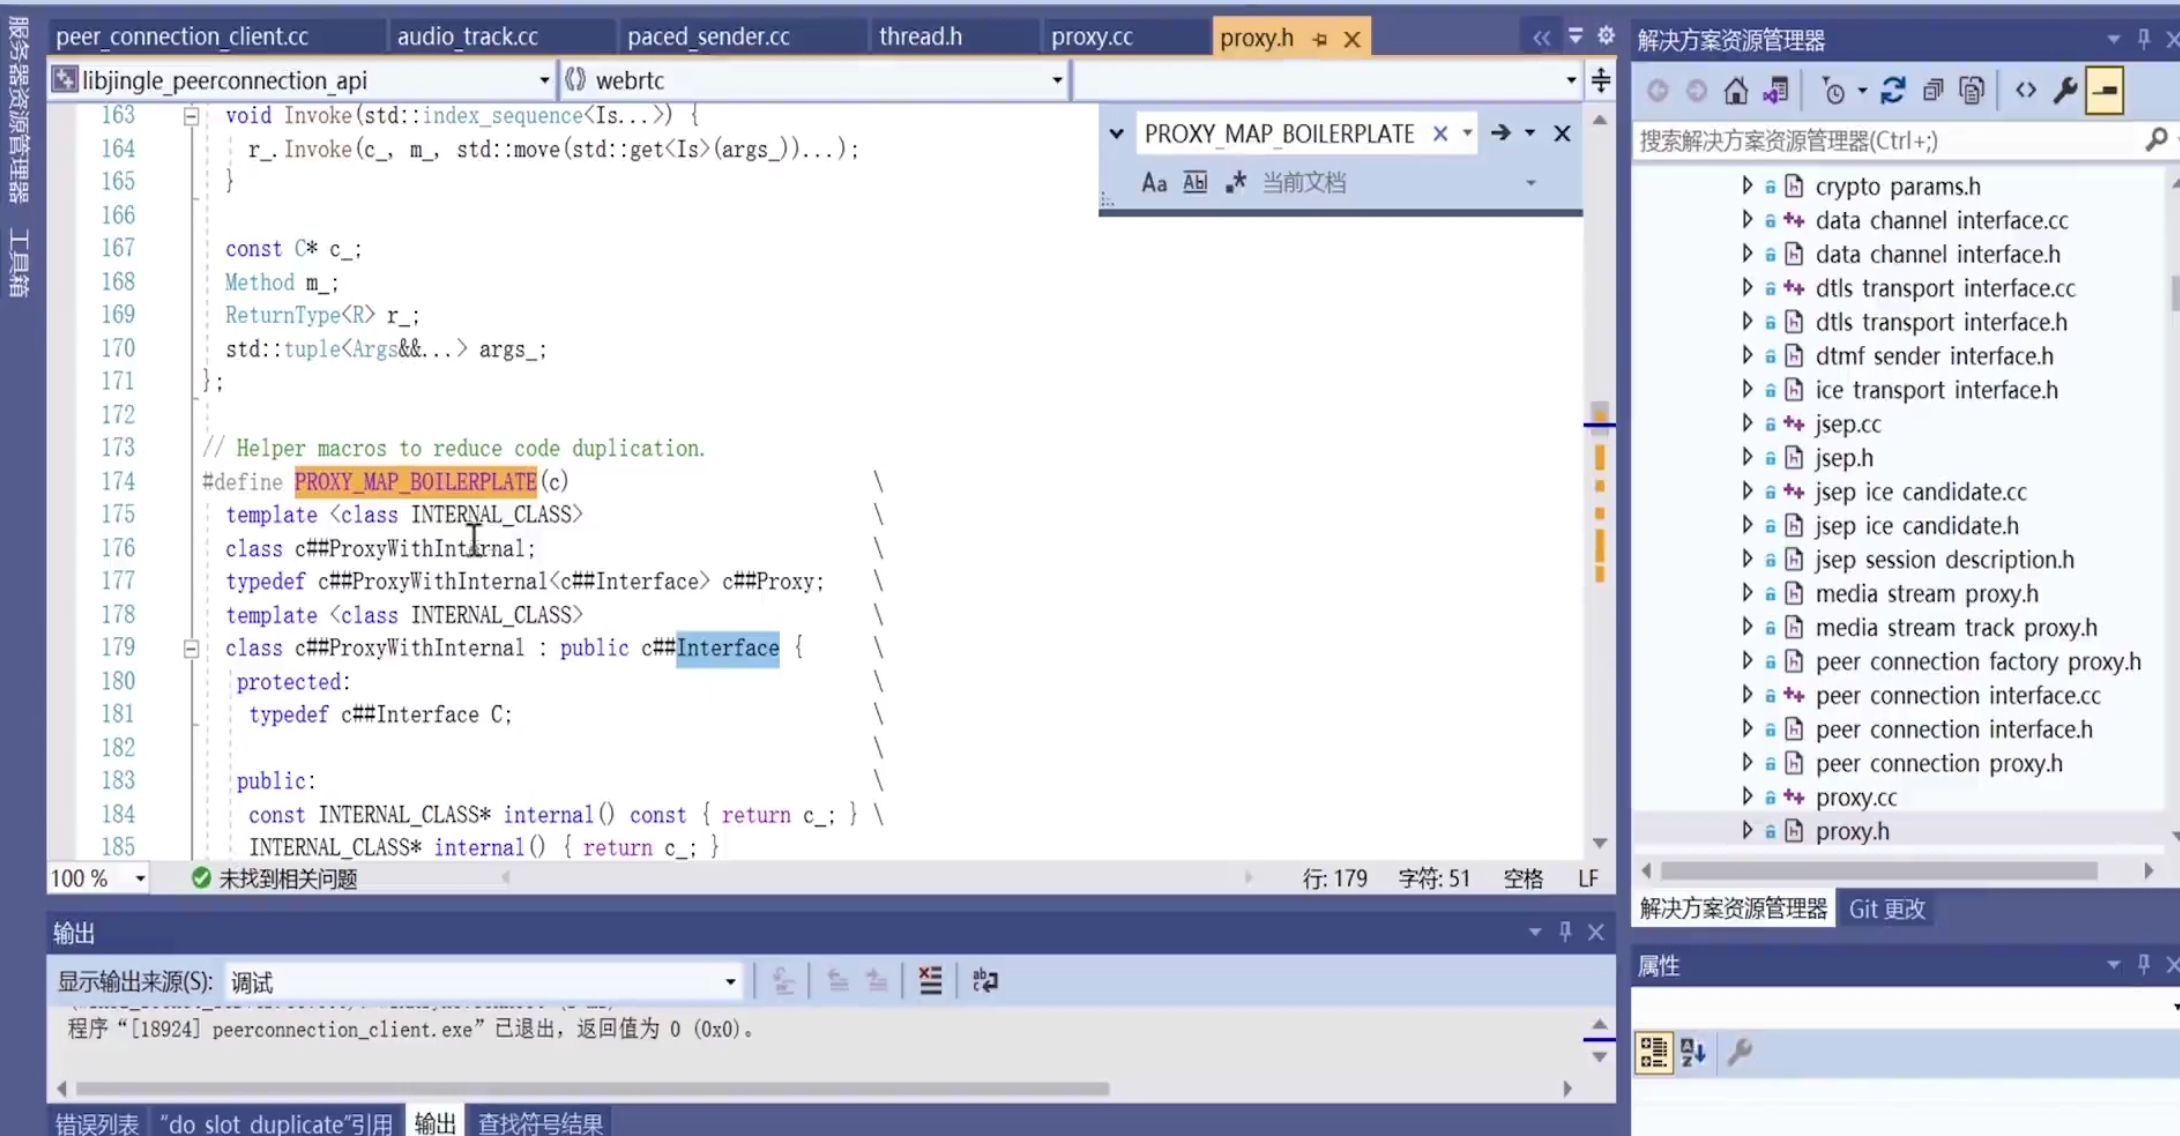 服务器资源管理器
工具箱
peer_connection_client.cc
audio_track.cc
paced_sender.cc
thread.h
proxy.cc
proxy.h
libjingle_peerconnection_api
webrtc
PROXY_MAP_BOILERPLATE
Aa Abl .* 当前文档
163 void Invoke(std::index_sequence<Is...>) {
164 r_.Invoke(c_, m_, std::move(std::get<Is>(args_))...);
165 }
166
167 const C* c_;
168 Method m_;
169 ReturnType<R> r_;
170 std::tuple<Args&&...> args_;
171 };
172
173 // Helper macros to reduce code duplication.
174 #define PROXY_MAP_BOILERPLATE(c) \
175 template <class INTERNAL_CLASS> \
176 class c##ProxyWithInternal; \
177 typedef c##ProxyWithInternal<c##Interface> c##Proxy; \
178 template <class INTERNAL_CLASS> \
179 class c##ProxyWithInternal : public c##Interface { \
180 protected: \
181 typedef c##Interface C; \
182 \
183 public: \
184 const INTERNAL_CLASS* internal() const { return c_; } \
185 INTERNAL_CLASS* internal() { return c_; }
100 %
未找到相关问题
行: 179
字符: 51
空格
LF
输出
显示输出来源(S): 调试
程序“[18924] peerconnection_client.exe”已退出，返回值为 0 (0x0)。
错误列表
"do slot duplicate"引用
输出
查找符号结果
解决方案资源管理器
搜索解决方案资源管理器(Ctrl+;)
crypto params.h
data channel interface.cc
data channel interface.h
dtls transport interface.cc
dtls transport interface.h
dtmf sender interface.h
ice transport interface.h
jsep.cc
jsep.h
jsep ice candidate.cc
jsep ice candidate.h
jsep session description.h
media stream proxy.h
media stream track proxy.h
peer connection factory proxy.h
peer connection interface.cc
peer connection interface.h
peer connection proxy.h
proxy.cc
proxy.h
解决方案资源管理器
Git 更改
属性